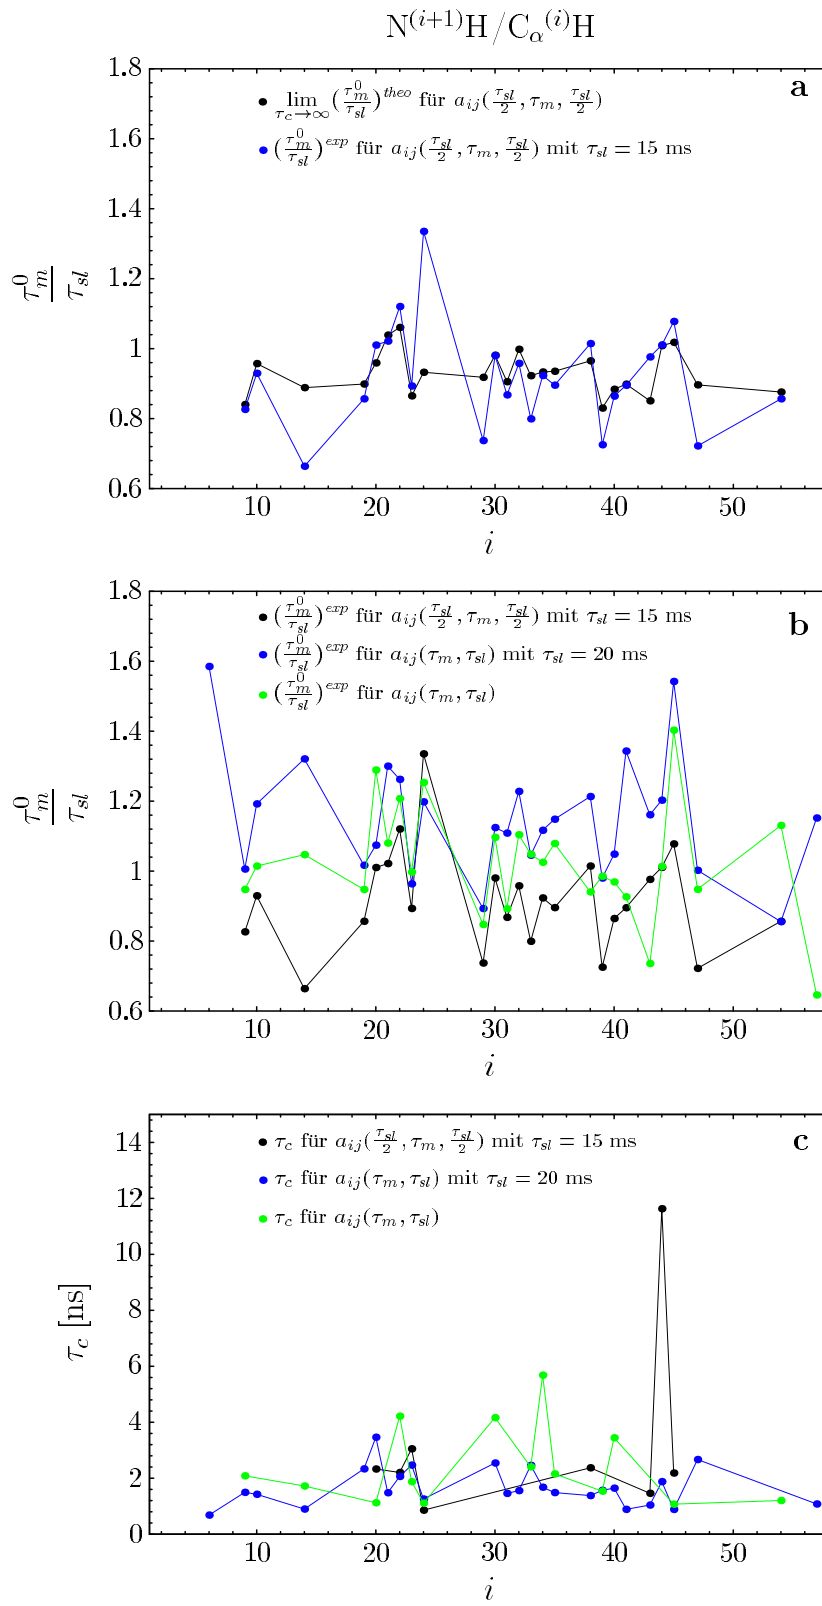 N^(i+1)H/C_α^(i)H
a
1.8
1.6
1.4
1.2
1
0.8
0.6
τ_m^0/τ_sl
● lim_{τ_c→∞}(τ_m^0/τ_sl)^theo für a_ij(τ_sl/2, τ_m, τ_sl/2)
● (τ_m^0/τ_sl)^exp für a_ij(τ_sl/2, τ_m, τ_sl/2) mit τ_sl = 15 ms
10 20 30 40 50
i
b
1.8
1.6
1.4
1.2
1
0.8
0.6
τ_m^0/τ_sl
● (τ_m^0/τ_sl)^exp für a_ij(τ_sl/2, τ_m, τ_sl/2) mit τ_sl = 15 ms
● (τ_m^0/τ_sl)^exp für a_ij(τ_m, τ_sl) mit τ_sl = 20 ms
● (τ_m^0/τ_sl)^exp für a_ij(τ_m, τ_sl)
10 20 30 40 50
i
c
14
12
10
8
6
4
2
0
τ_c [ns]
● τ_c für a_ij(τ_sl/2, τ_m, τ_sl/2) mit τ_sl = 15 ms
● τ_c für a_ij(τ_m, τ_sl) mit τ_sl = 20 ms
● τ_c für a_ij(τ_m, τ_sl)
10 20 30 40 50
i